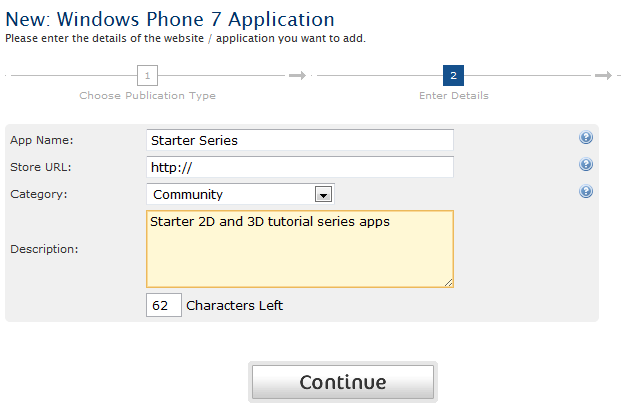 New: Windows Phone 7 Application
Please enter the details of the website / application you want to add.
1 2
Choose Publication Type Enter Details
App Name: Starter Series ?
Store URL: http:// ?
Category: Community ?
Description: Starter 2D and 3D tutorial series apps
62 Characters Left
Continue